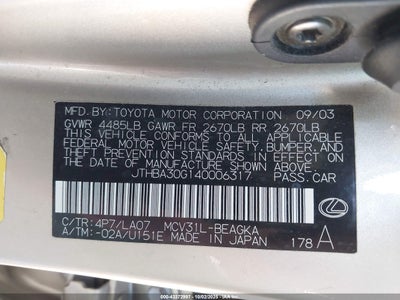 MFD. BY: TOYOTA MOTOR CORPORATION 09/03
GVWR 4485LB GAWR FR 2670LB RR 2670LB
THIS VEHICLE CONFORMS TO ALL APPLICABLE
FEDERAL MOTOR VEHICLE SAFETY, BUMPER, AND
THEFT PREVENTION STANDARDS IN EFFECT ON THE
DATE OF MANUFACTURE SHOWN ABOVE.
JTHBA30G140006317 PASS. CAR
C/TR: 4P7/LA07 MCV31L-BEAGKA
A/TM: -02A/U151E MADE IN JAPAN 178 A
LEXUS